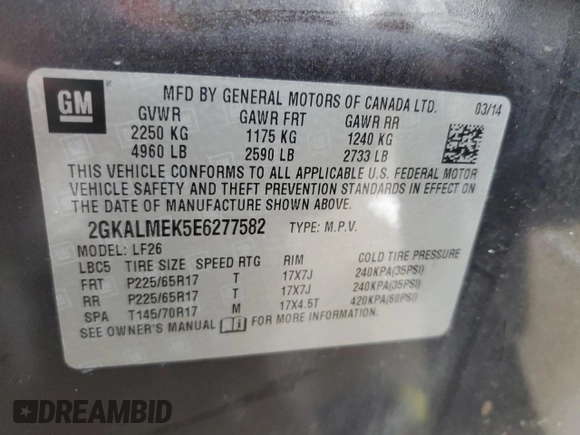 GM
MFD BY GENERAL MOTORS OF CANADA LTD. 03/14
GVWR GAWR FRT GAWR RR
2250 KG 1175 KG 1240 KG
4960 LB 2590 LB 2733 LB
THIS VEHICLE CONFORMS TO ALL APPLICABLE U.S. FEDERAL MOTOR
VEHICLE SAFETY AND THEFT PREVENTION STANDARDS IN EFFECT ON
THE DATE OF MANUFACTURE SHOWN ABOVE.
2GKALMEK5E6277582 TYPE: M.P.V.
MODEL: LF26
LBC5 TIRE SIZE SPEED RTG RIM COLD TIRE PRESSURE
FRT P225/65R17 T 17X7J 240KPA(35PSI)
RR P225/65R17 T 17X7J 240KPA(35PSI)
SPA T145/70R17 M 17X4.5T 420KPA(60PSI)
SEE OWNER'S MANUAL FOR MORE INFORMATION.
DREAMBID